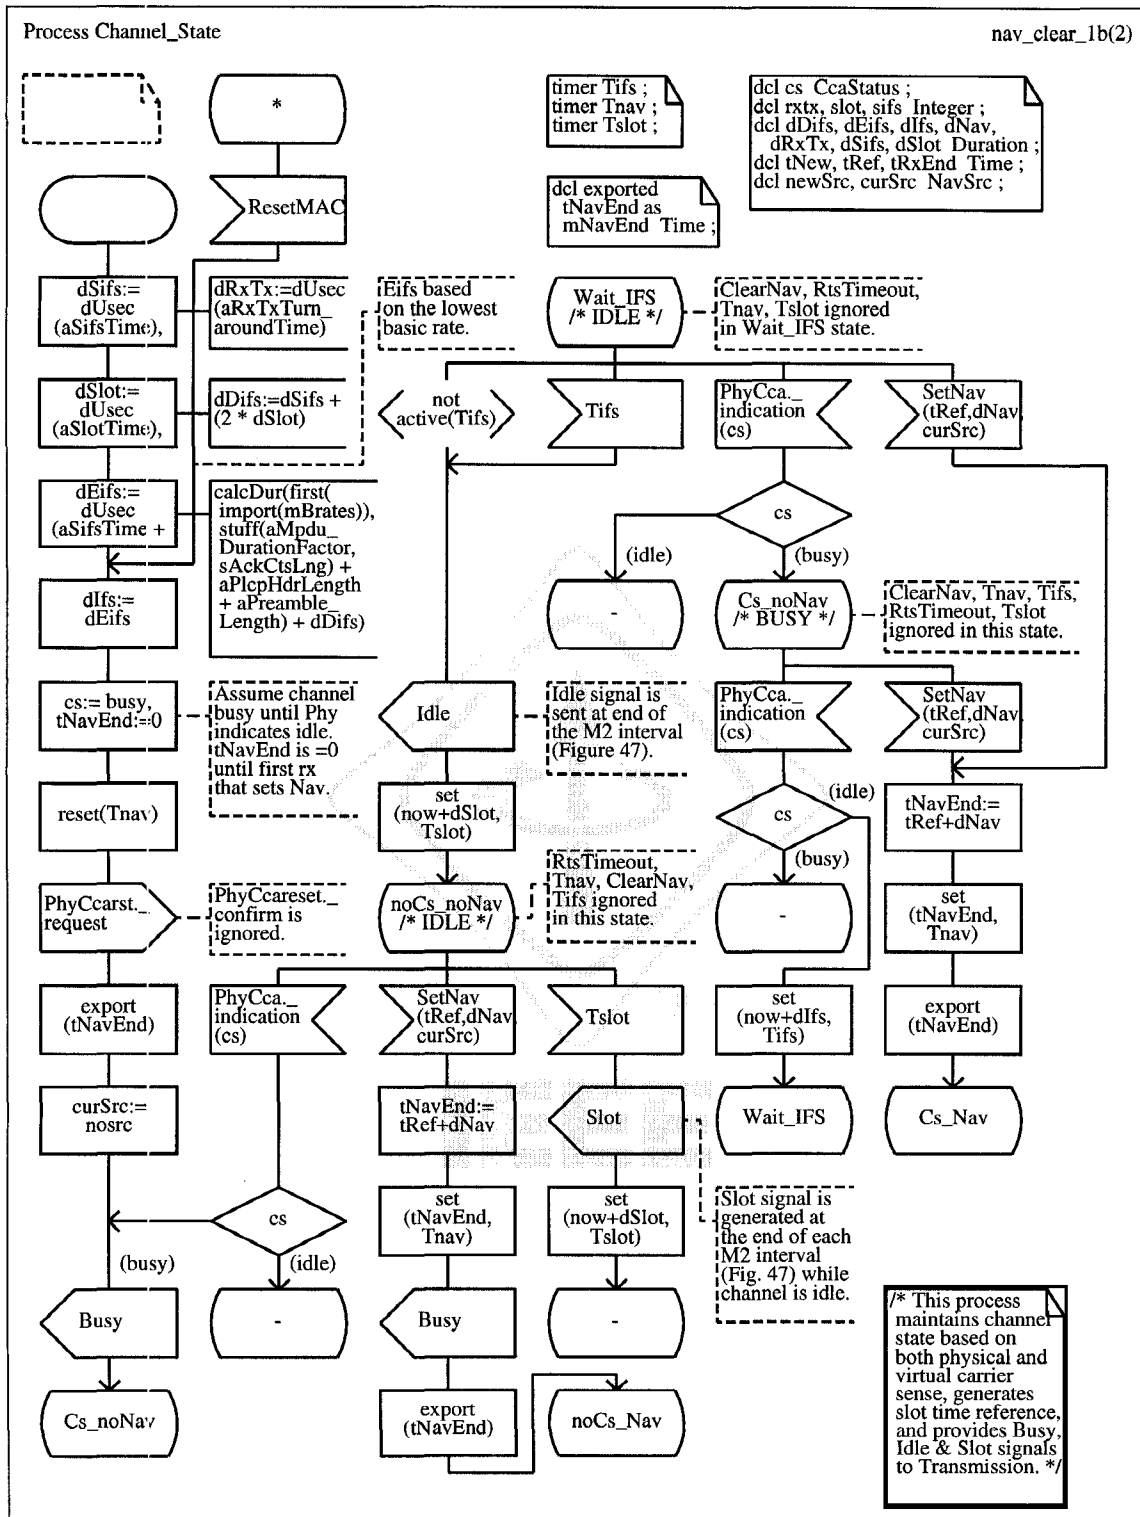 Process Channel_State
nav_clear_1b(2)
*
ResetMAC
timer Tifs ;
timer Tnav ;
timer Tslot ;
dcl cs CcaStatus ;
dcl rxtx, slot, sifs Integer ;
dcl dDifs, dEifs, dIfs, dNav,
dRxTx, dSifs, dSlot Duration ;
dcl tNew, tRef, tRxEnd Time ;
dcl newSrc, curSrc NavSrc ;
dcl exported
tNavEnd as
mNavEnd Time ;
dSifs:=
dUsec
(aSifsTime),
dRxTx:=dUsec
(aRxTxTurn_
aroundTime)
Eifs based
on the lowest
basic rate.
Wait_IFS
/* IDLE */
ClearNav, RtsTimeout,
Tnav, Tslot ignored
in Wait_IFS state.
dSlot:=
dUsec
(aSlotTime),
dDifs:=dSifs +
(2 * dSlot)
not
active(Tifs)
Tifs
PhyCca._
indication
(cs)
SetNav
(tRef,dNav,
curSrc)
dEifs:=
dUsec
(aSifsTime +
calcDur(first(
import(mBrates)),
stuff(aMpdu_
DurationFactor,
sAckCtsLng) +
aPlcpHdrLength
+ aPreamble_
Length) + dDifs)
cs
(idle)
(busy)
dIfs:=
dEifs
-
Cs_noNav
/* BUSY */
ClearNav, Tnav, Tifs,
RtsTimeout, Tslot
ignored in this state.
cs:= busy,
tNavEnd:=0
Assume channel
busy until Phy
indicates idle.
tNavEnd is =0
until first rx
that sets Nav.
Idle
Idle signal is
sent at end of
the M2 interval
(Figure 47).
PhyCca._
indication
(cs)
SetNav
(tRef,dNav,
curSrc)
reset(Tnav)
set
(now+dSlot,
Tslot)
cs
(idle)
(busy)
tNavEnd:=
tRef+dNav
PhyCcarst._
request
PhyCcareset._
confirm is
ignored.
noCs_noNav
/* IDLE */
RtsTimeout,
Tnav, ClearNav,
Tifs ignored
in this state.
-
set
(tNavEnd,
Tnav)
export
(tNavEnd)
PhyCca._
indication
(cs)
SetNav
(tRef,dNav,
curSrc)
Tslot
set
(now+dIfs,
Tifs)
export
(tNavEnd)
curSrc:=
nosrc
tNavEnd:=
tRef+dNav
Slot
Wait_IFS
Cs_Nav
cs
(busy)
(idle)
set
(tNavEnd,
Tnav)
set
(now+dSlot,
Tslot)
Slot signal is
generated at
the end of each
M2 interval
(Fig. 47) while
channel is idle.
Busy
-
Busy
-
Cs_noNav
export
(tNavEnd)
noCs_Nav
/* This process
maintains channel
state based on
both physical and
virtual carrier
sense, generates
slot time reference,
and provides Busy,
Idle & Slot signals
to Transmission. */